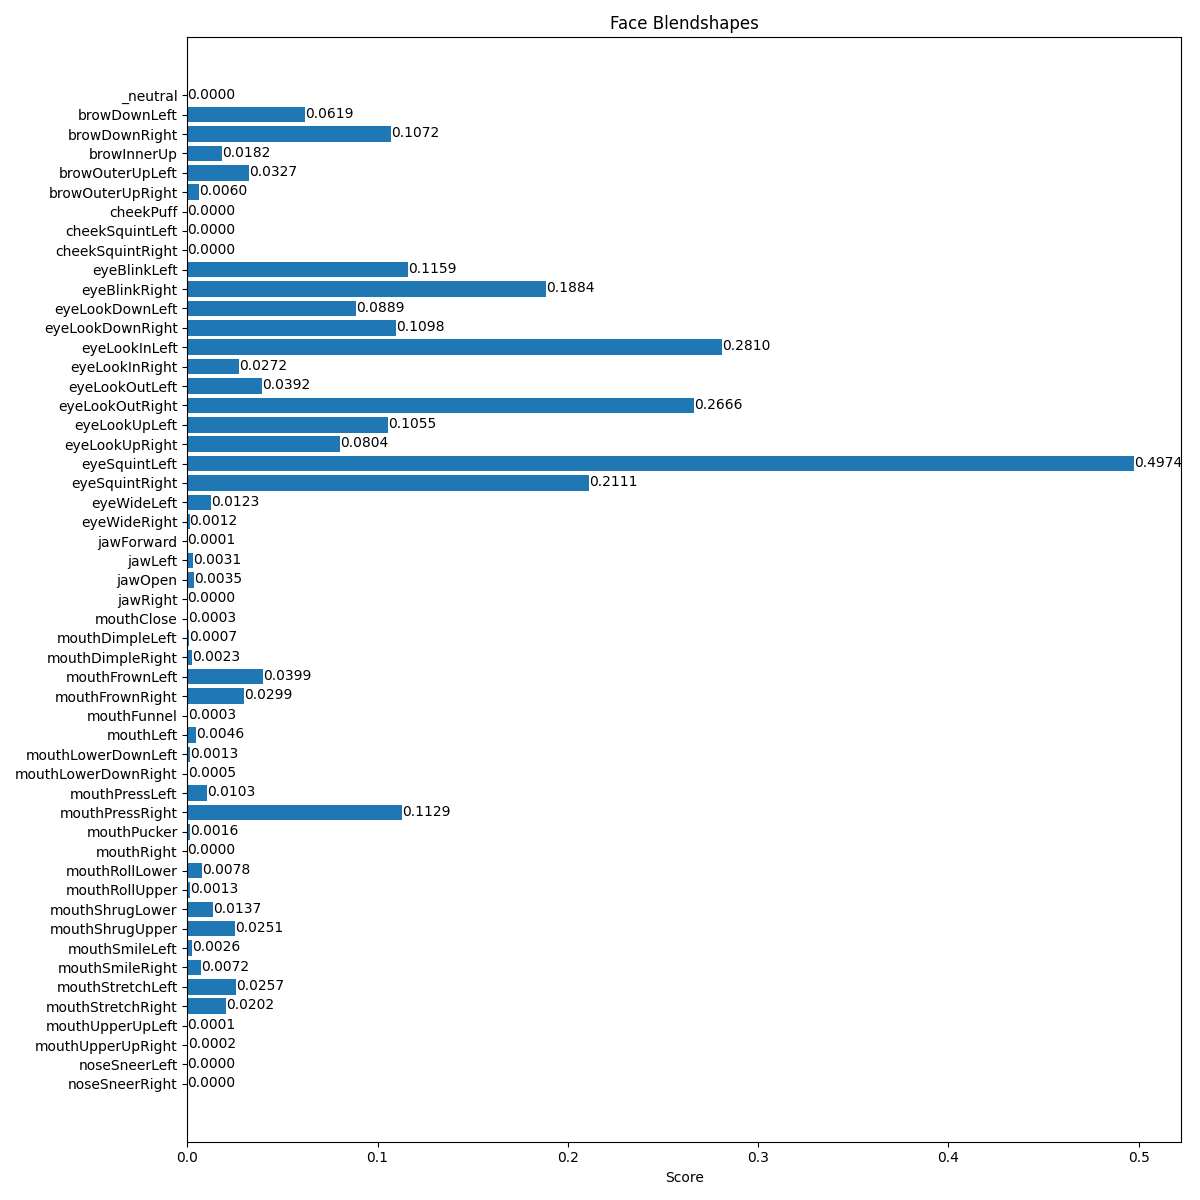 Face Blendshapes
_neutral 0.0000
browDownLeft 0.0619
browDownRight 0.1072
browInnerUp 0.0182
browOuterUpLeft 0.0327
browOuterUpRight 0.0060
cheekPuff 0.0000
cheekSquintLeft 0.0000
cheekSquintRight 0.0000
eyeBlinkLeft 0.1159
eyeBlinkRight 0.1884
eyeLookDownLeft 0.0889
eyeLookDownRight 0.1098
eyeLookInLeft 0.2810
eyeLookInRight 0.0272
eyeLookOutLeft 0.0392
eyeLookOutRight 0.2666
eyeLookUpLeft 0.1055
eyeLookUpRight 0.0804
eyeSquintLeft 0.4974
eyeSquintRight 0.2111
eyeWideLeft 0.0123
eyeWideRight 0.0012
jawForward 0.0001
jawLeft 0.0031
jawOpen 0.0035
jawRight 0.0000
mouthClose 0.0003
mouthDimpleLeft 0.0007
mouthDimpleRight 0.0023
mouthFrownLeft 0.0399
mouthFrownRight 0.0299
mouthFunnel 0.0003
mouthLeft 0.0046
mouthLowerDownLeft 0.0013
mouthLowerDownRight 0.0005
mouthPressLeft 0.0103
mouthPressRight 0.1129
mouthPucker 0.0016
mouthRight 0.0000
mouthRollLower 0.0078
mouthRollUpper 0.0013
mouthShrugLower 0.0137
mouthShrugUpper 0.0251
mouthSmileLeft 0.0026
mouthSmileRight 0.0072
mouthStretchLeft 0.0257
mouthStretchRight 0.0202
mouthUpperUpLeft 0.0001
mouthUpperUpRight 0.0002
noseSneerLeft 0.0000
noseSneerRight 0.0000
0.0 0.1 0.2 0.3 0.4 0.5
Score